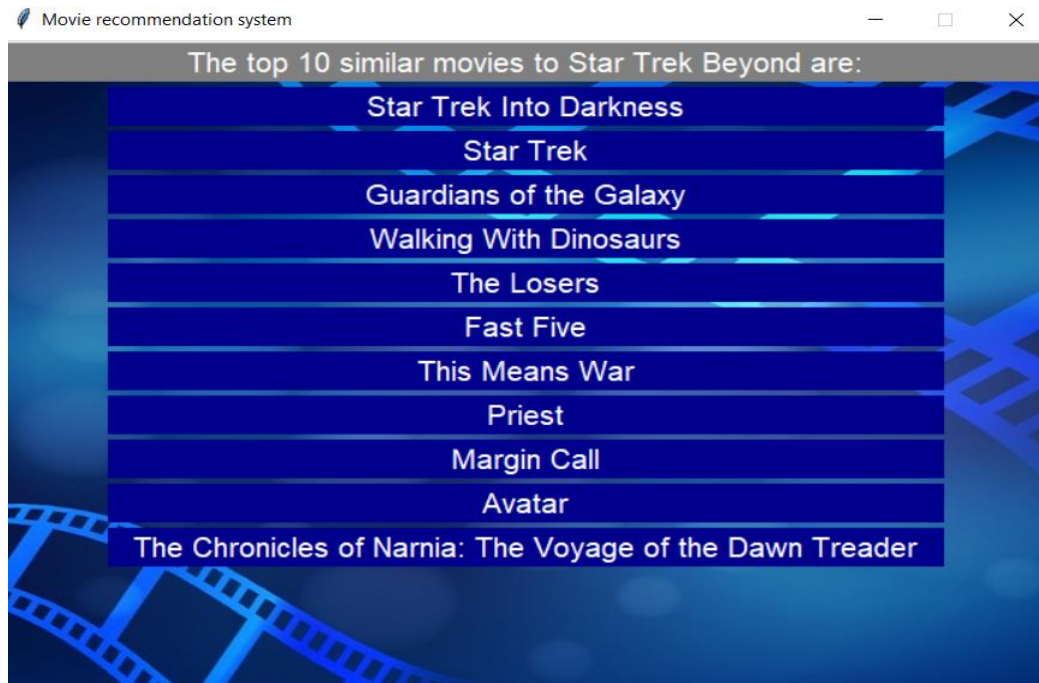 Movie recommendation system
The top 10 similar movies to Star Trek Beyond are:
Star Trek Into Darkness
Star Trek
Guardians of the Galaxy
Walking With Dinosaurs
The Losers
Fast Five
This Means War
Priest
Margin Call
Avatar
The Chronicles of Narnia: The Voyage of the Dawn Treader